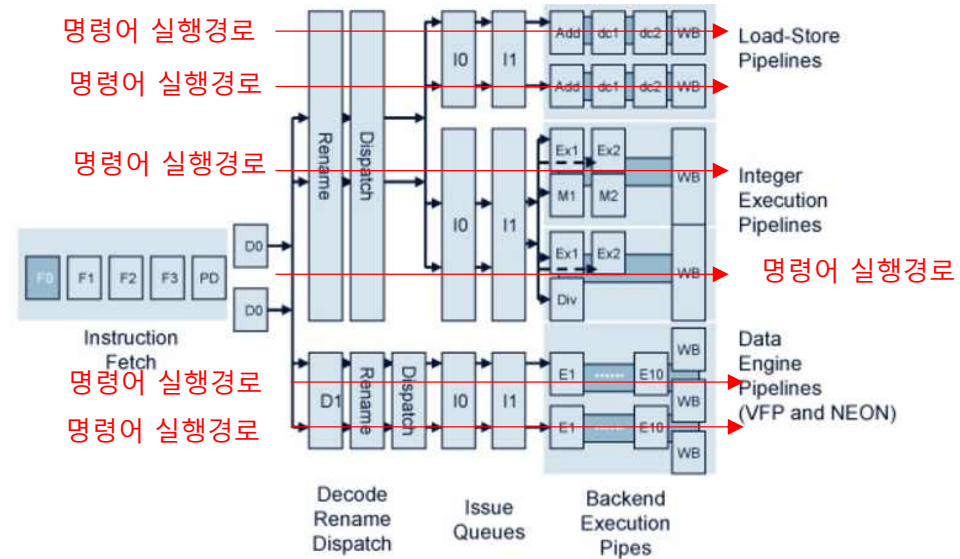 명령어 실행경로
Add dc1 dc2 WB
Load-Store
Pipelines
I0 I1
명령어 실행경로
Add dc1 dc2 WB
Rename
Dispatch
명령어 실행경로
Ex1 Ex2
WB
M1 M2
Integer
Execution
Pipelines
I0 I1
D0
F0 F1 F2 F3 PD
Ex1 Ex2
WB
명령어 실행경로
Div
D0
Instruction
Fetch
WB
Data
Engine
Pipelines
(VFP and NEON)
명령어 실행경로
D1
Rename
Dispatch
I0 I1
E1 ...... E10
WB
명령어 실행경로
E1 ...... E10
WB
Decode
Rename
Dispatch
Issue
Queues
Backend
Execution
Pipes